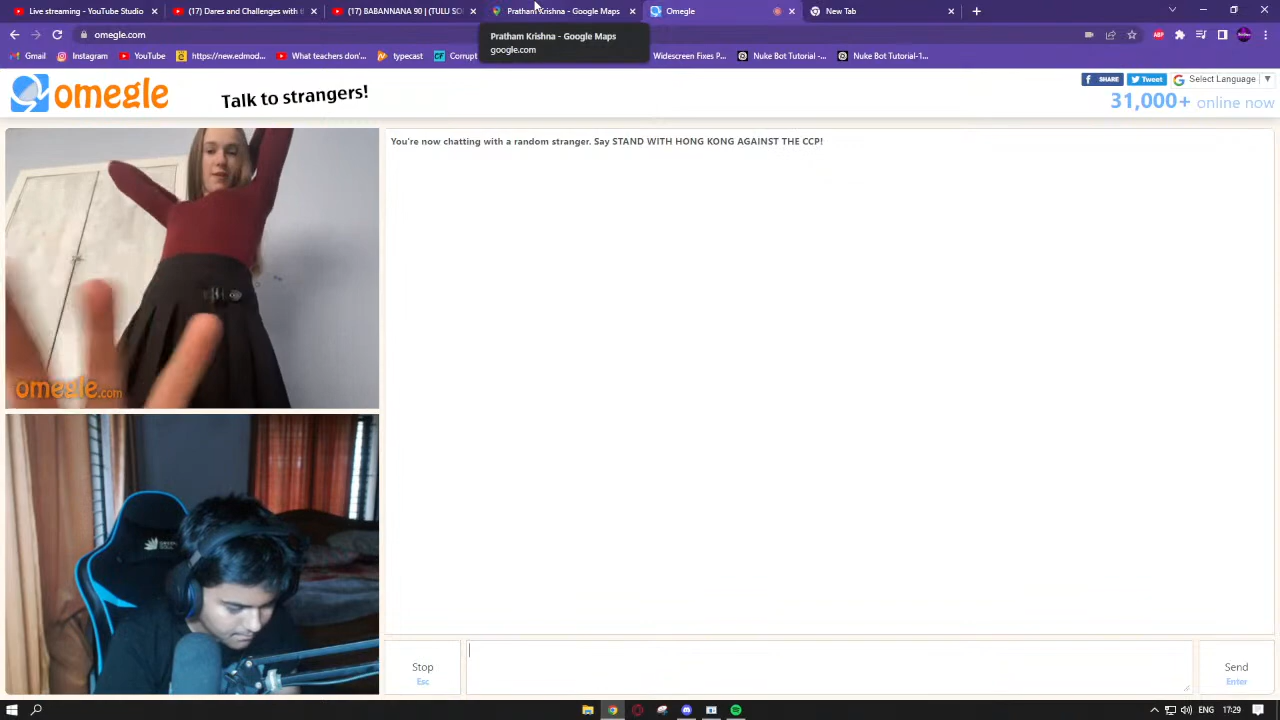 Live streaming - YouTube Studio
(17) Dares and Challenges with t
(17) BABANNANA 90 | [TULU SO
Pratham Krishna - Google Maps
Omegle
New Tab
omegle.com
Pratham Krishna - Google Maps
google.com
Gmail
Instagram
YouTube
https://new.edmod...
What teachers don'...
typecast
Corrupt
Widescreen Fixes P...
Nuke Bot Tutorial -...
Nuke Bot Tutorial-1...
omegle
Talk to strangers!
SHARE
Tweet
Select Language
31,000+ online now
You're now chatting with a random stranger. Say STAND WITH HONG KONG AGAINST THE CCP!
omegle.com
Stop
Esc
Send
Enter
ENG
17:29